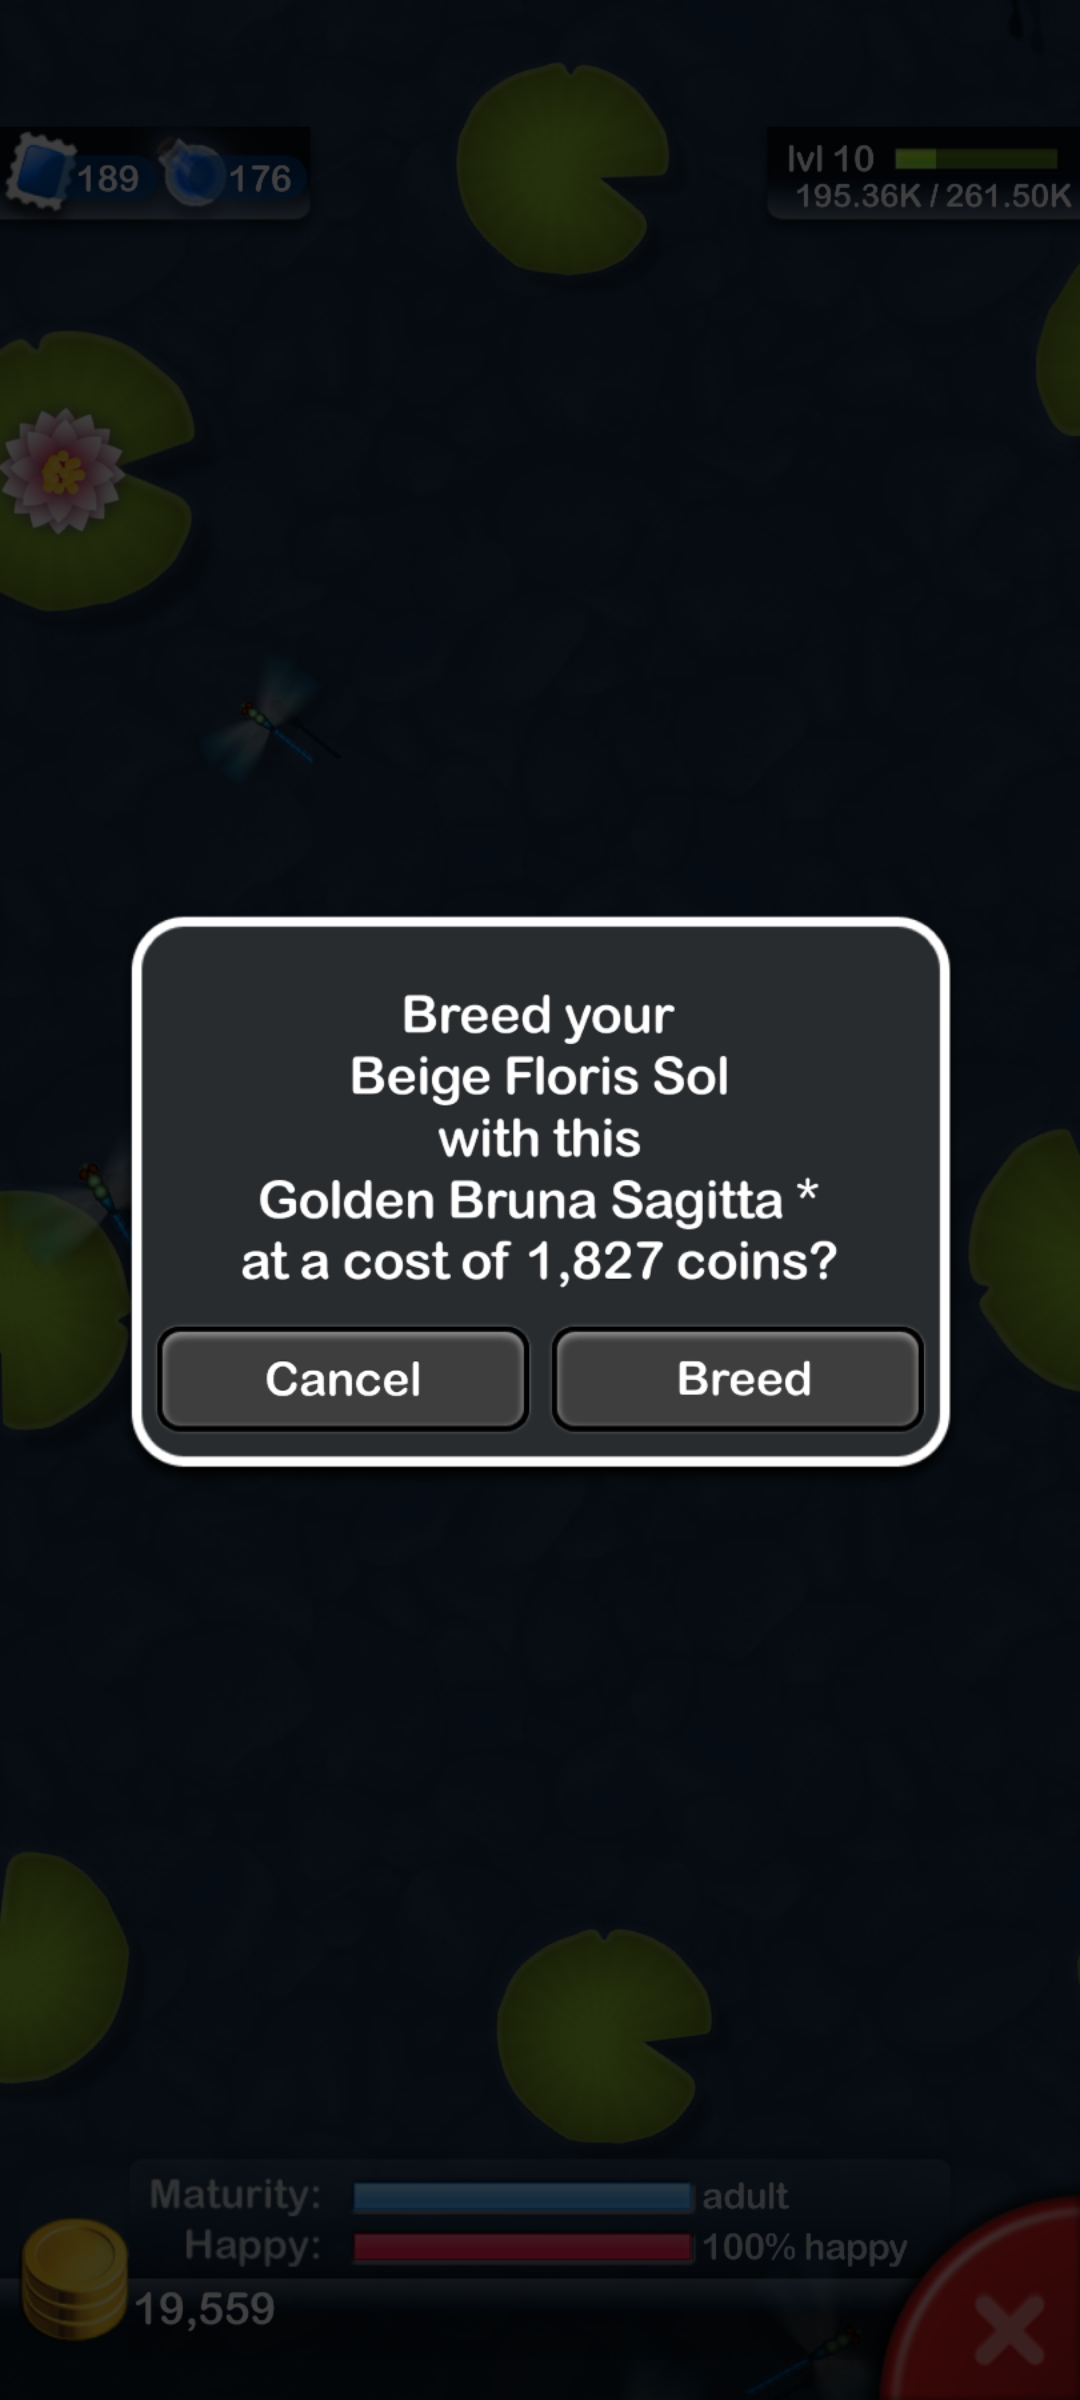 189 176
lvl 10
195.36K / 261.50K
Breed your
Beige Floris Sol
with this
Golden Bruna Sagitta *
at a cost of 1,827 coins?
Cancel Breed
Maturity: adult
Happy: 100% happy
19,559